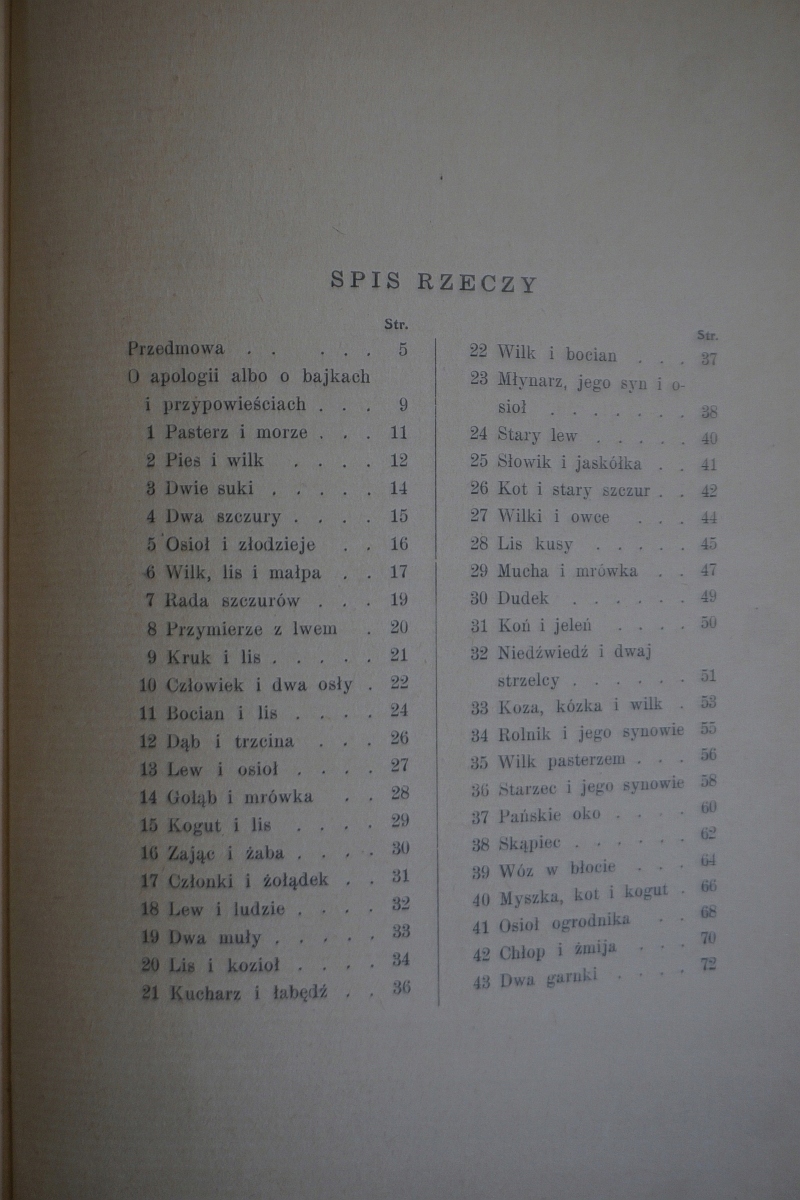 SPIS RZECZY
Str.
Przedmowa . . . . . 5
O apologii albo o bajkach
i przypowieściach . . . 9
1 Pasterz i morze . . . 11
2 Pies i wilk . . . . 12
3 Dwie suki . . . . . 14
4 Dwa szczury . . . . 15
5 Osioł i złodzieje . . 16
6 Wilk, lis i małpa . . 17
7 Rada szczurów . . . 19
8 Przymierze z lwem . 20
9 Kruk i lis . . . . . 21
10 Człowiek i dwa osły . 22
11 Bocian i lis . . . . 24
12 Dąb i trzcina . . . 26
13 Lew i osioł . . . . 27
14 Gołąb i mrówka . . 28
15 Kogut i lis . . . . 29
16 Zając i żaba . . . . 30
17 Członki i żołądek . . 31
18 Lew i ludzie . . . . 32
19 Dwa muły . . . . . 33
20 Lis i kozioł . . . . 34
21 Kucharz i łabędź . . 36
Str.
22 Wilk i bocian . . . 37
23 Młynarz, jego syn i o-
sioł . . . . . . . 38
24 Stary lew . . . . . 40
25 Słowik i jaskółka . . 41
26 Kot i stary szczur . . 42
27 Wilki i owce . . . 44
28 Lis kusy . . . . . 45
29 Mucha i mrówka . . 47
30 Dudek . . . . . . 49
31 Koń i jeleń . . . . 50
32 Niedźwiedź i dwaj
strzelcy . . . . . . 51
33 Koza, kózka i wilk . 53
34 Rolnik i jego synowie 55
35 Wilk pasterzem . . . 56
36 Starzec i jego synowie 58
37 Pańskie oko . . . . 60
38 Skąpiec . . . . . . 62
39 Wóz w błocie . . . 64
40 Myszka, kot i kogut . 66
41 Osioł ogrodnika . . 68
42 Chłop i żmija . . . 70
43 Dwa garnki . . . . 72